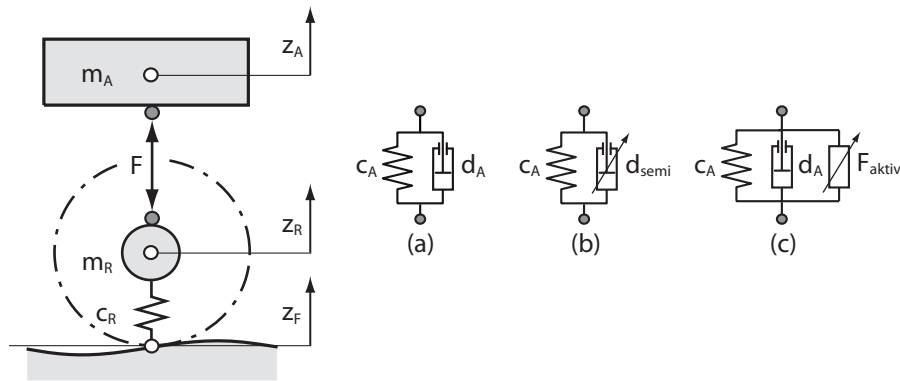 z_A
m_A
F
z_R
m_R
c_R
z_F
c_A
d_A
(a)
c_A
d_semi
(b)
c_A
d_A
F_aktiv
(c)